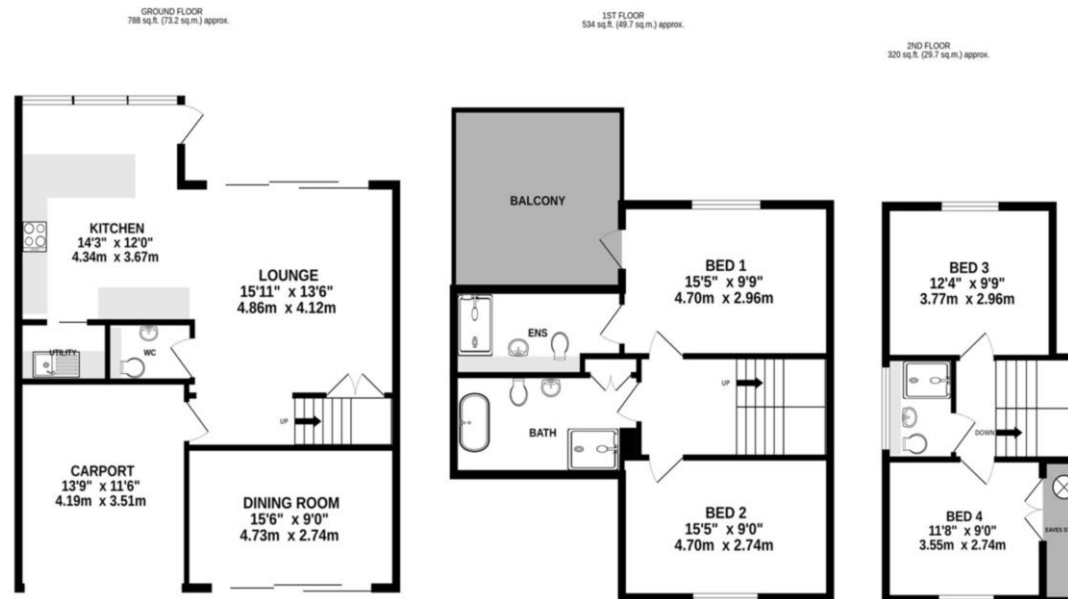 GROUND FLOOR
788 sq.ft. (73.2 sq.m.) approx.
KITCHEN
14'3" x 12'0"
4.34m x 3.67m
LOUNGE
15'11" x 13'6"
4.86m x 4.12m
UTILITY
WC
UP
CARPORT
13'9" x 11'6"
4.19m x 3.51m
DINING ROOM
15'6" x 9'0"
4.73m x 2.74m
1ST FLOOR
534 sq.ft. (49.7 sq.m.) approx.
BALCONY
BED 1
15'5" x 9'9"
4.70m x 2.96m
ENS
UP
BATH
BED 2
15'5" x 9'0"
4.70m x 2.74m
2ND FLOOR
320 sq.ft. (29.7 sq.m.) approx.
BED 3
12'4" x 9'9"
3.77m x 2.96m
DOWN
BED 4
11'8" x 9'0"
3.55m x 2.74m
EAVES